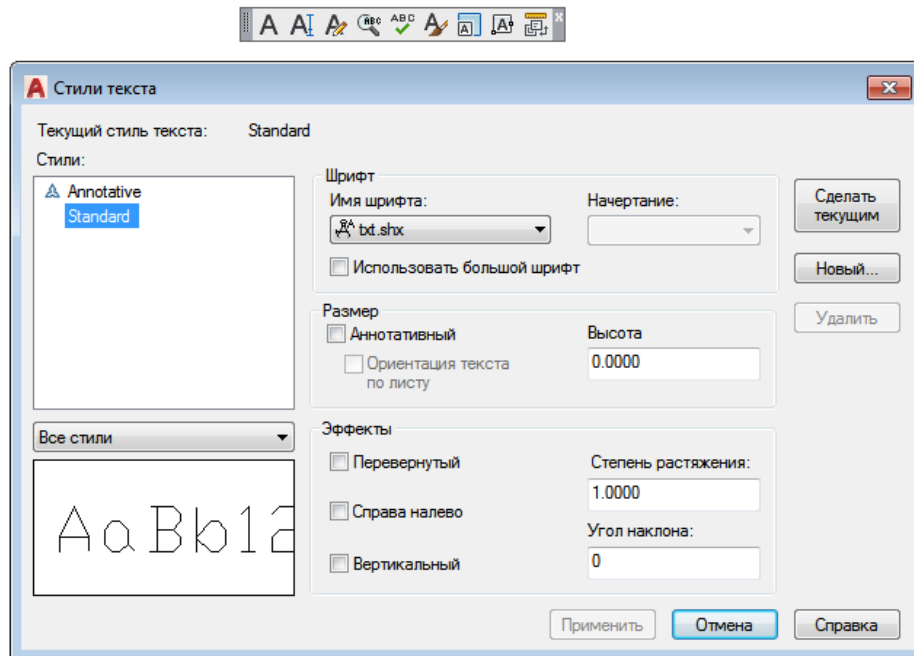 A A A ABC ABC A A A
Стили текста
Текущий стиль текста: Standard
Стили:
Annotative
Standard
Шрифт
Имя шрифта: Начертание:
txt.shx
Использовать большой шрифт
Размер
Аннотативный Высота
Ориентация текста
по листу
0.0000
Сделать
текущим
Новый...
Удалить
Все стили
AaBb12
Эффекты
Перевернутый Степень растяжения:
1.0000
Справа налево
Угол наклона:
Вертикальный 0
Применить Отмена Справка